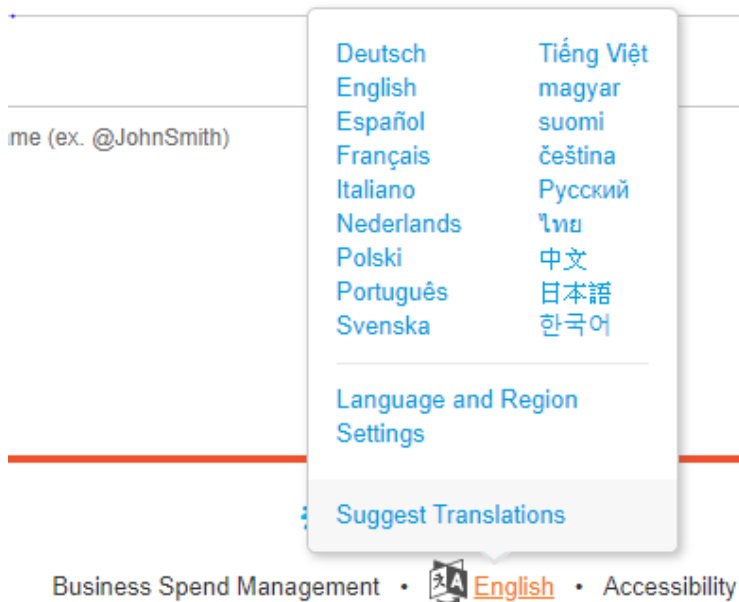 Deutsch
English
Español
Français
Italiano
Nederlands
Polski
Português
Svenska
Tiếng Việt
magyar
suomi
čeština
Русский
ไทย
中文
日本語
한국어
me (ex. @JohnSmith)
Language and Region
Settings
Suggest Translations
Business Spend Management • English • Accessibility